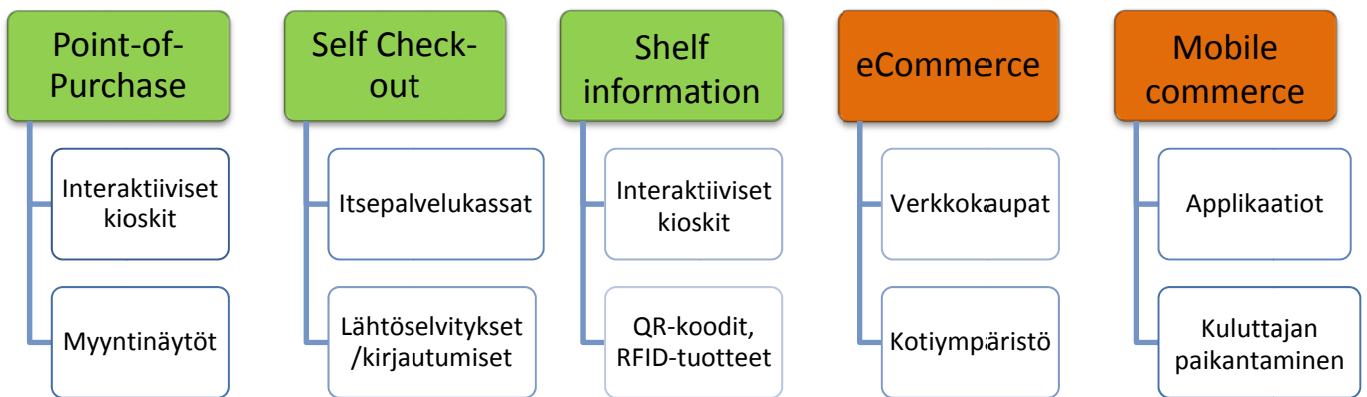 Point-of-
Purchase
Interaktiiviset
kioskit
Myyntinäytöt
Self Check-
out
Itsepalvelukassat
Lähtöselvitykset
/kirjautumiset
Shelf
information
Interaktiiviset
kioskit
QR-koodit,
RFID-tuotteet
eCommerce
Verkkokaupat
Kotiympäristö
Mobile
commerce
Applikaatiot
Kuluttajan
paikantaminen